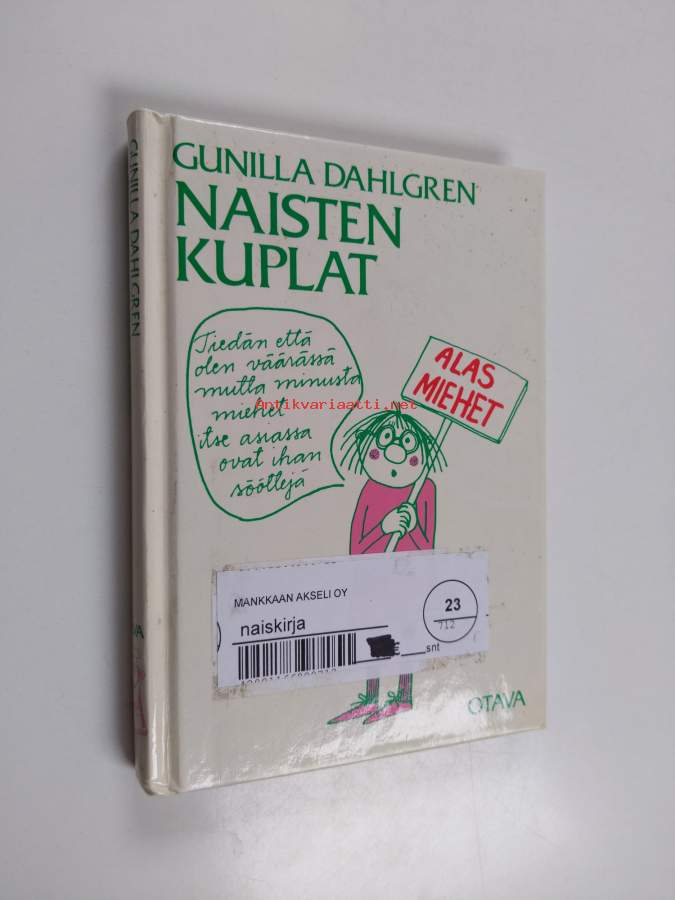 GUNILLA DAHLGREN
GUNILLA DAHLGREN
NAISTEN
KUPLAT
Tiedän että
olen väärässä
mutta minusta
miehet
itse asiassa
ovat ihan
sööttejä
ALAS
MIEHET
Antikvariaatti.net
MANKKAAN AKSELI OY
naiskirja
23
712
snt
OTAVA